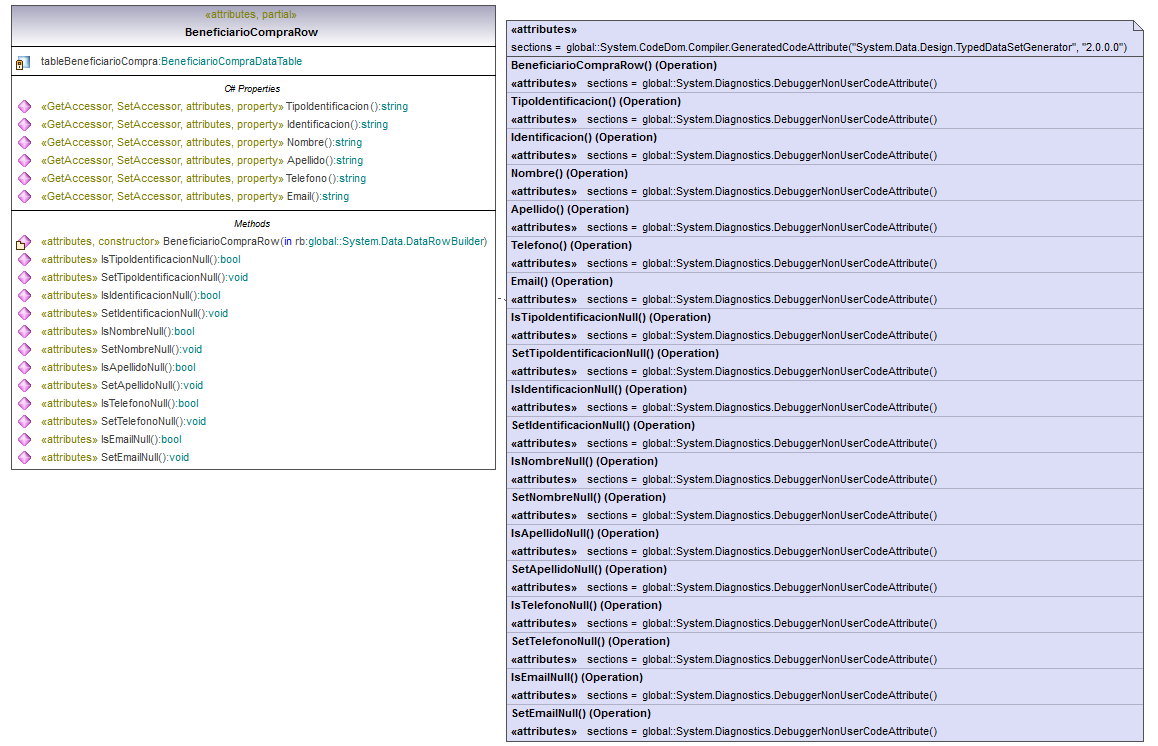 «attributes, partial»
BeneficiarioCompraRow
tableBeneficiarioCompra:BeneficiarioCompraDataTable
C# Properties
«GetAccessor, SetAccessor, attributes, property» TipoIdentificacion():string
«GetAccessor, SetAccessor, attributes, property» Identificacion():string
«GetAccessor, SetAccessor, attributes, property» Nombre():string
«GetAccessor, SetAccessor, attributes, property» Apellido():string
«GetAccessor, SetAccessor, attributes, property» Telefono():string
«GetAccessor, SetAccessor, attributes, property» Email():string
Methods
«attributes, constructor» BeneficiarioCompraRow(in rb:global::System.Data.DataRowBuilder)
«attributes» IsTipoIdentificacionNull():bool
«attributes» SetTipoIdentificacionNull():void
«attributes» IsIdentificacionNull():bool
«attributes» SetIdentificacionNull():void
«attributes» IsNombreNull():bool
«attributes» SetNombreNull():void
«attributes» IsApellidoNull():bool
«attributes» SetApellidoNull():void
«attributes» IsTelefonoNull():bool
«attributes» SetTelefonoNull():void
«attributes» IsEmailNull():bool
«attributes» SetEmailNull():void
«attributes»
sections = global::System.CodeDom.Compiler.GeneratedCodeAttribute("System.Data.Design.TypedDataSetGenerator", "2.0.0.0")
BeneficiarioCompraRow() (Operation)
«attributes» sections = global::System.Diagnostics.DebuggerNonUserCodeAttribute()
TipoIdentificacion() (Operation)
«attributes» sections = global::System.Diagnostics.DebuggerNonUserCodeAttribute()
Identificacion() (Operation)
«attributes» sections = global::System.Diagnostics.DebuggerNonUserCodeAttribute()
Nombre() (Operation)
«attributes» sections = global::System.Diagnostics.DebuggerNonUserCodeAttribute()
Apellido() (Operation)
«attributes» sections = global::System.Diagnostics.DebuggerNonUserCodeAttribute()
Telefono() (Operation)
«attributes» sections = global::System.Diagnostics.DebuggerNonUserCodeAttribute()
Email() (Operation)
«attributes» sections = global::System.Diagnostics.DebuggerNonUserCodeAttribute()
IsTipoIdentificacionNull() (Operation)
«attributes» sections = global::System.Diagnostics.DebuggerNonUserCodeAttribute()
SetTipoIdentificacionNull() (Operation)
«attributes» sections = global::System.Diagnostics.DebuggerNonUserCodeAttribute()
IsIdentificacionNull() (Operation)
«attributes» sections = global::System.Diagnostics.DebuggerNonUserCodeAttribute()
SetIdentificacionNull() (Operation)
«attributes» sections = global::System.Diagnostics.DebuggerNonUserCodeAttribute()
IsNombreNull() (Operation)
«attributes» sections = global::System.Diagnostics.DebuggerNonUserCodeAttribute()
SetNombreNull() (Operation)
«attributes» sections = global::System.Diagnostics.DebuggerNonUserCodeAttribute()
IsApellidoNull() (Operation)
«attributes» sections = global::System.Diagnostics.DebuggerNonUserCodeAttribute()
SetApellidoNull() (Operation)
«attributes» sections = global::System.Diagnostics.DebuggerNonUserCodeAttribute()
IsTelefonoNull() (Operation)
«attributes» sections = global::System.Diagnostics.DebuggerNonUserCodeAttribute()
SetTelefonoNull() (Operation)
«attributes» sections = global::System.Diagnostics.DebuggerNonUserCodeAttribute()
IsEmailNull() (Operation)
«attributes» sections = global::System.Diagnostics.DebuggerNonUserCodeAttribute()
SetEmailNull() (Operation)
«attributes» sections = global::System.Diagnostics.DebuggerNonUserCodeAttribute()